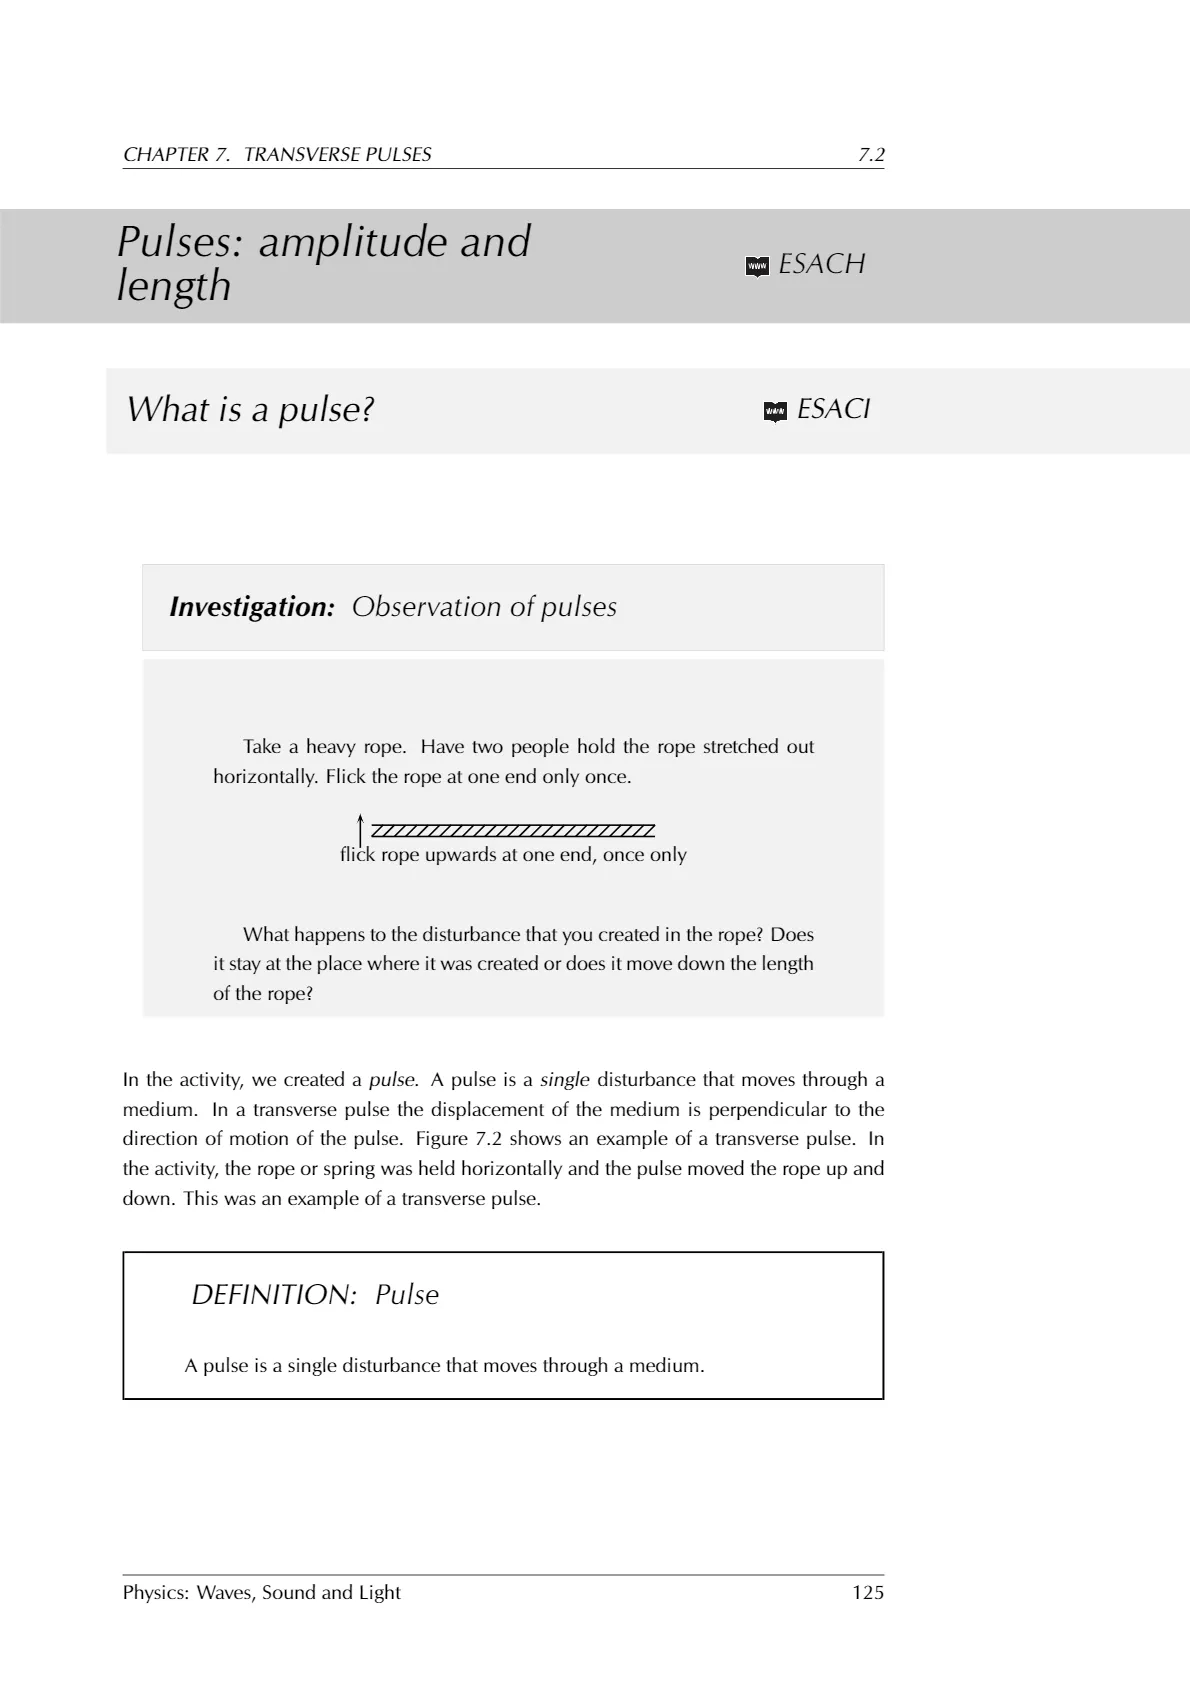 CHAPTER 7. TRANSVERSE PULSES 7.2
Pulses: amplitude and
length
www ESACH
What is a pulse? www ESACI
Investigation: Observation of pulses
Take a heavy rope. Have two people hold the rope stretched out
horizontally. Flick the rope at one end only once.
flick rope upwards at one end, once only
What happens to the disturbance that you created in the rope? Does
it stay at the place where it was created or does it move down the length
of the rope?
In the activity, we created a pulse. A pulse is a single disturbance that moves through a
medium. In a transverse pulse the displacement of the medium is perpendicular to the
direction of motion of the pulse. Figure 7.2 shows an example of a transverse pulse. In
the activity, the rope or spring was held horizontally and the pulse moved the rope up and
down. This was an example of a transverse pulse.
DEFINITION: Pulse
A pulse is a single disturbance that moves through a medium.
Physics: Waves, Sound and Light 125